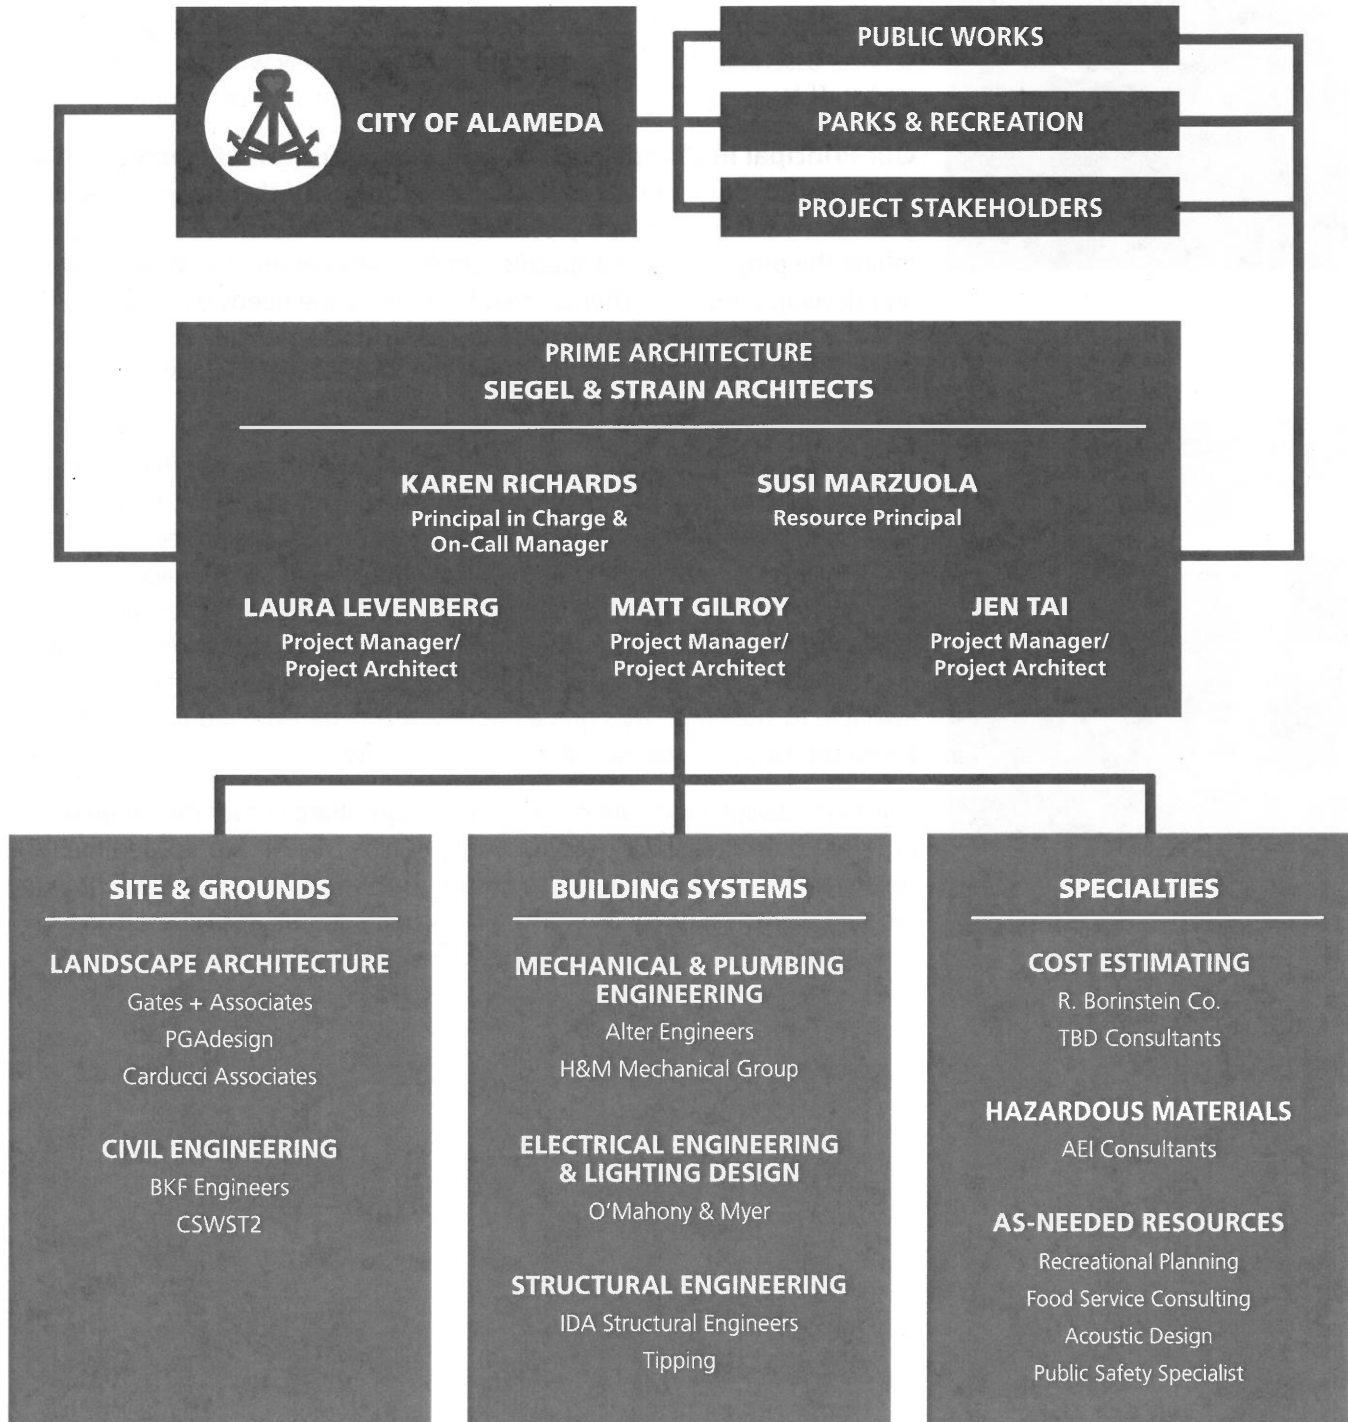 CITY OF ALAMEDA
PUBLIC WORKS
PARKS & RECREATION
PROJECT STAKEHOLDERS
PRIME ARCHITECTURE
SIEGEL & STRAIN ARCHITECTS
KAREN RICHARDS
Principal in Charge &
On-Call Manager
SUSI MARZUOLA
Resource Principal
LAURA LEVENBERG
Project Manager/
Project Architect
MATT GILROY
Project Manager/
Project Architect
JEN TAI
Project Manager/
Project Architect
SITE & GROUNDS
LANDSCAPE ARCHITECTURE
Gates + Associates
PGAdesign
Carducci Associates
CIVIL ENGINEERING
BKF Engineers
CSWST2
BUILDING SYSTEMS
MECHANICAL & PLUMBING
ENGINEERING
Alter Engineers
H&M Mechanical Group
ELECTRICAL ENGINEERING
& LIGHTING DESIGN
O'Mahony & Myer
STRUCTURAL ENGINEERING
IDA Structural Engineers
Tipping
SPECIALTIES
COST ESTIMATING
R. Borinstein Co.
TBD Consultants
HAZARDOUS MATERIALS
AEI Consultants
AS-NEEDED RESOURCES
Recreational Planning
Food Service Consulting
Acoustic Design
Public Safety Specialist